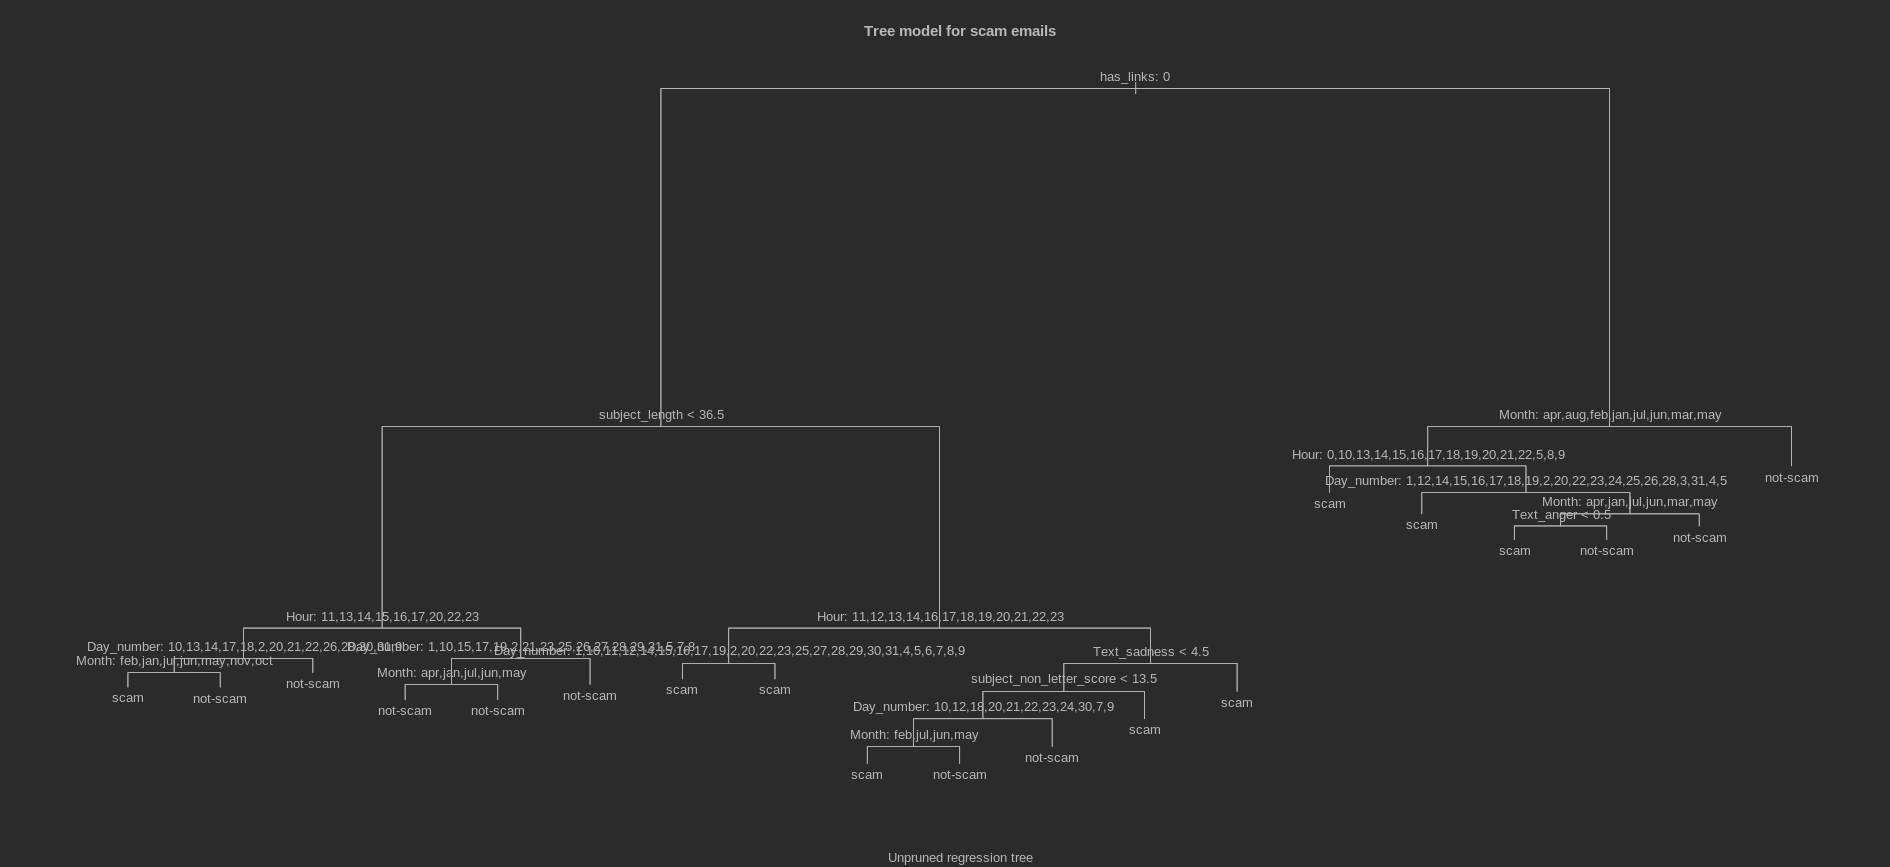 Tree model for scam emails
has_links: 0
subject_length < 36.5
Month: apr,aug,feb,jan,jul,jun,mar,may
Hour: 0,10,13,14,15,16,17,18,19,20,21,22,5,8,9
not-scam
Day_number: 1,12,14,15,16,17,18,19,2,20,22,23,24,25,26,28,3,31,4,5
scam
Month: apr,jan,jul,jun,mar,may
Text_anger < 0.5
scam
not-scam
scam
not-scam
Hour: 11,13,14,15,16,17,20,22,23
Hour: 11,12,13,14,16,17,18,19,20,21,22,23
Day_number: 10,13,14,17,18,2,20,21,22,26,28,30,31,9
Day_number: 1,10,15,17,19,2,21,23,25,26,27,28,29,31,5,7,8
Day_number: 1,10,11,12,14,15,16,17,19,2,20,22,23,25,27,28,29,30,31,4,5,6,7,8,9
Text_sadness < 4.5
Month: feb,jan,jul,jun,may,nov,oct
Month: apr,jan,jul,jun,may
subject_non_letter_score < 13.5
not-scam
scam
scam
scam
not-scam
not-scam
scam
Day_number: 10,12,18,20,21,22,23,24,30,7,9
not-scam
not-scam
scam
Month: feb,jul,jun,may
not-scam
scam
not-scam
Unpruned regression tree